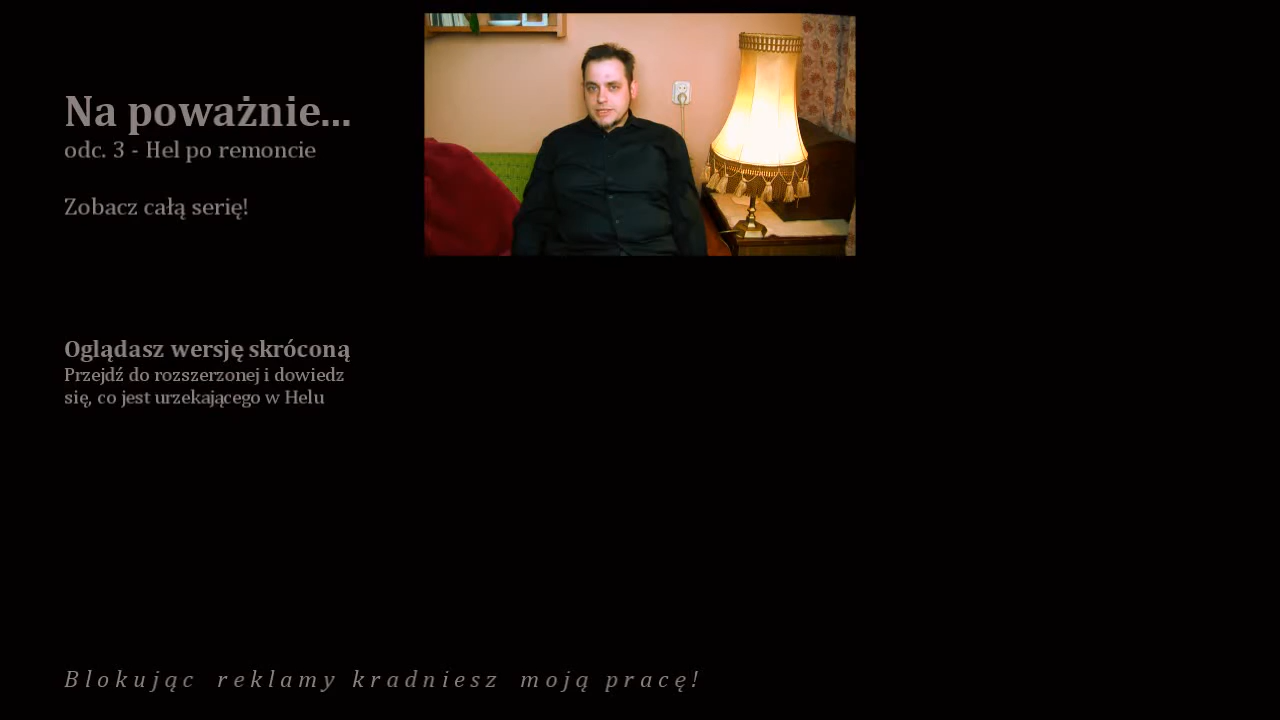 Na poważnie...
odc. 3 - Hel po remoncie
Zobacz całą serię!
Oglądasz wersję skróconą
Przejdź do rozszerzonej i dowiedz
się, co jest urzekającego w Helu
Blokując reklamy kradniesz moją pracę!